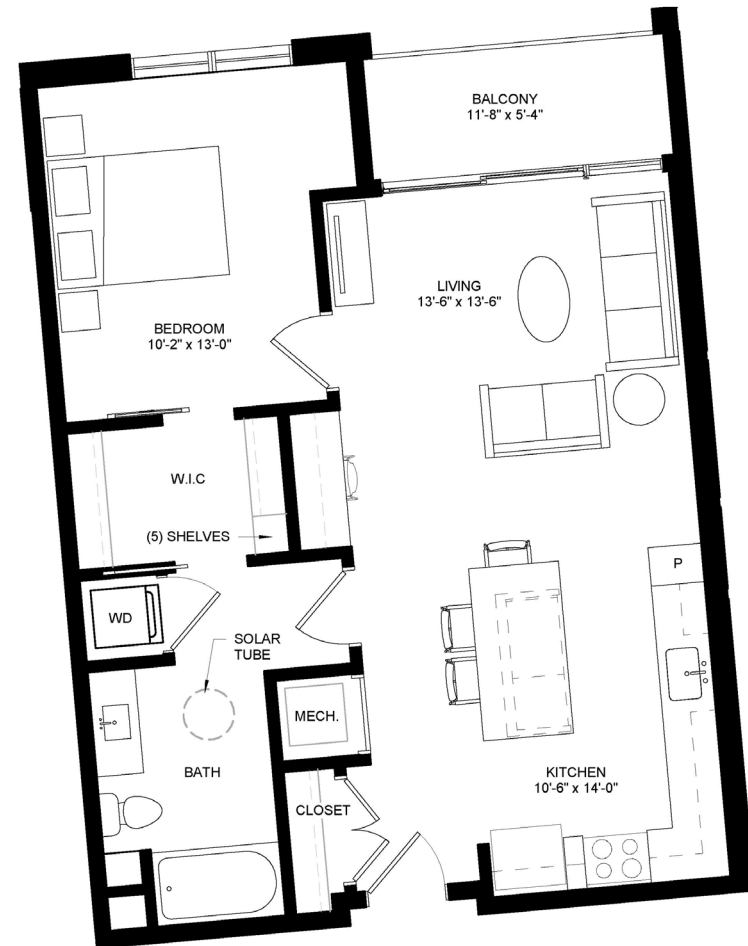 BALCONY
11'-8" x 5'-4"
LIVING
13'-6" x 13'-6"
BEDROOM
10'-2" x 13'-0"
W.I.C
(5) SHELVES
WD
P
SOLAR
TUBE
MECH.
BATH
KITCHEN
10'-6" x 14'-0"
CLOSET